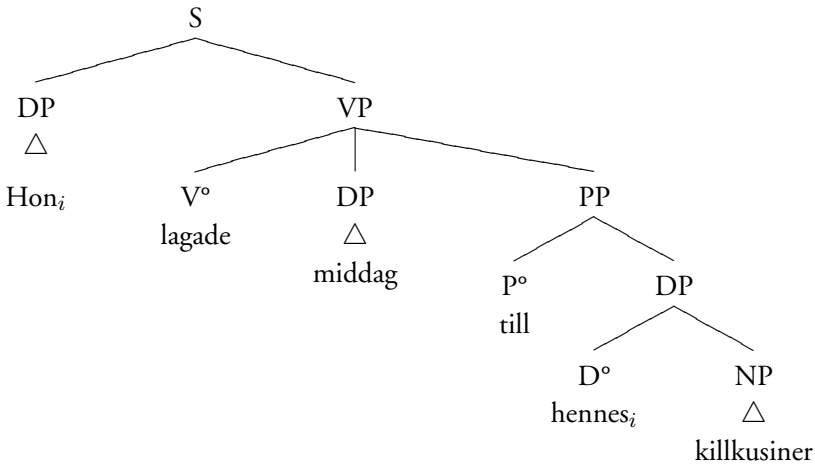 S
DP VP
Hon_i V° DP PP
lagade
middag P° DP
till
D° NP
hennes_i
killkusiner